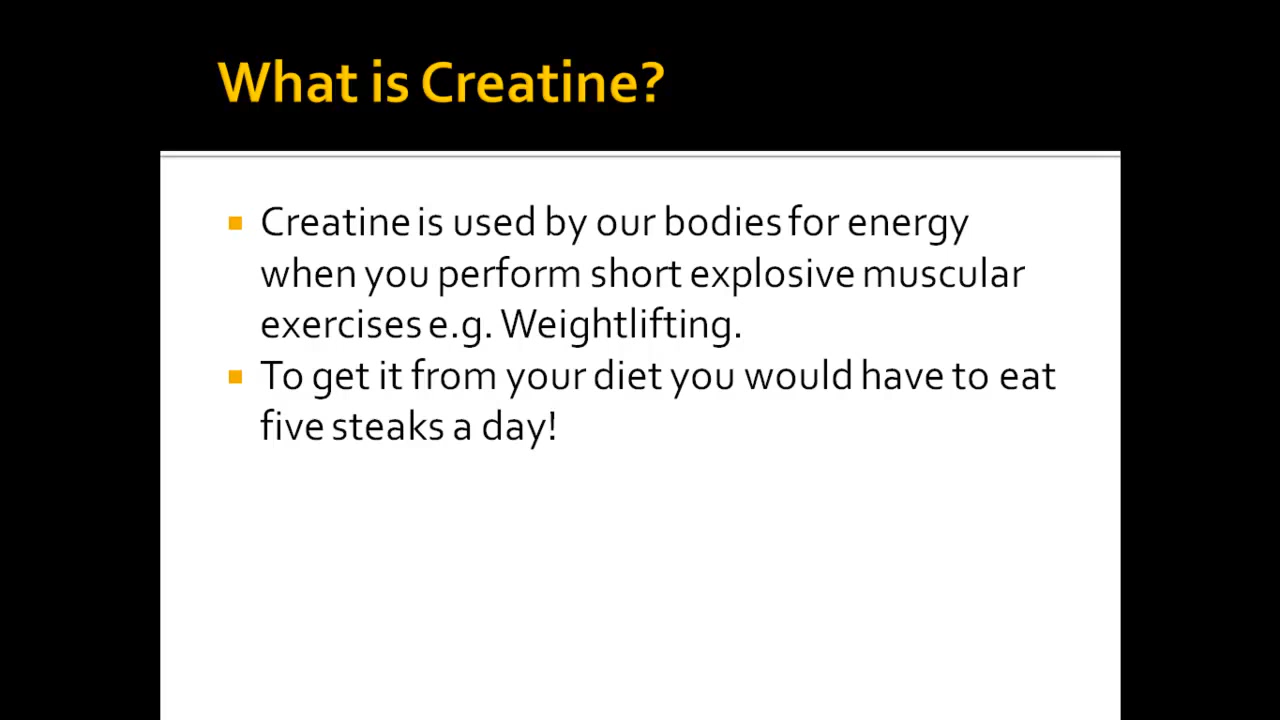 What is Creatine?
Creatine is used by our bodies for energy
when you perform short explosive muscular
exercises e.g. Weightlifting.
To get it from your diet you would have to eat
five steaks a day!